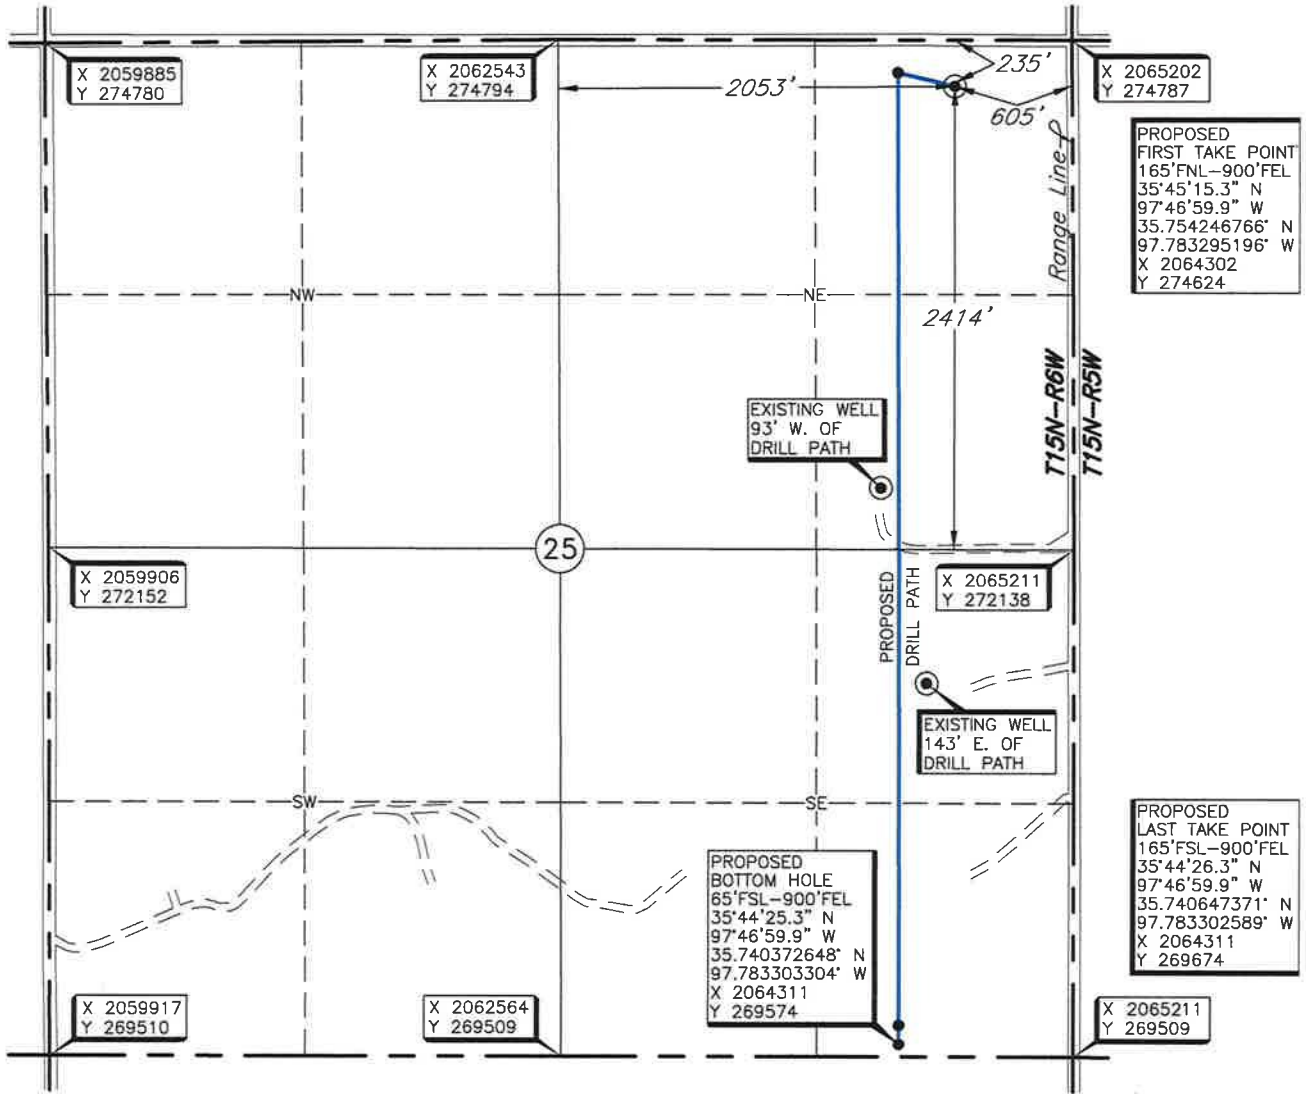 X 2059885
Y 274780
X 2062543
Y 274794
2053'
235'
605'
X 2065202
Y 274787
PROPOSED
FIRST TAKE POINT
165'FNL-900'FEL
35°45'15.3" N
97°46'59.9" W
35.754246766° N
97.783295196° W
X 2064302
Y 274624
Range Line
NW
NE
2414'
T15N-R6W
T15N-R5W
EXISTING WELL
93' W. OF
DRILL PATH
25
X 2059906
Y 272152
PROPOSED
DRILL PATH
X 2065211
Y 272138
EXISTING WELL
143' E. OF
DRILL PATH
SW
SE
PROPOSED
BOTTOM HOLE
65'FSL-900'FEL
35°44'25.3" N
97°46'59.9" W
35.740372648° N
97.783303304° W
X 2064311
Y 269574
PROPOSED
LAST TAKE POINT
165'FSL-900'FEL
35°44'26.3" N
97°46'59.9" W
35.740647371° N
97.783302589° W
X 2064311
Y 269674
X 2059917
Y 269510
X 2062564
Y 269509
X 2065211
Y 269509